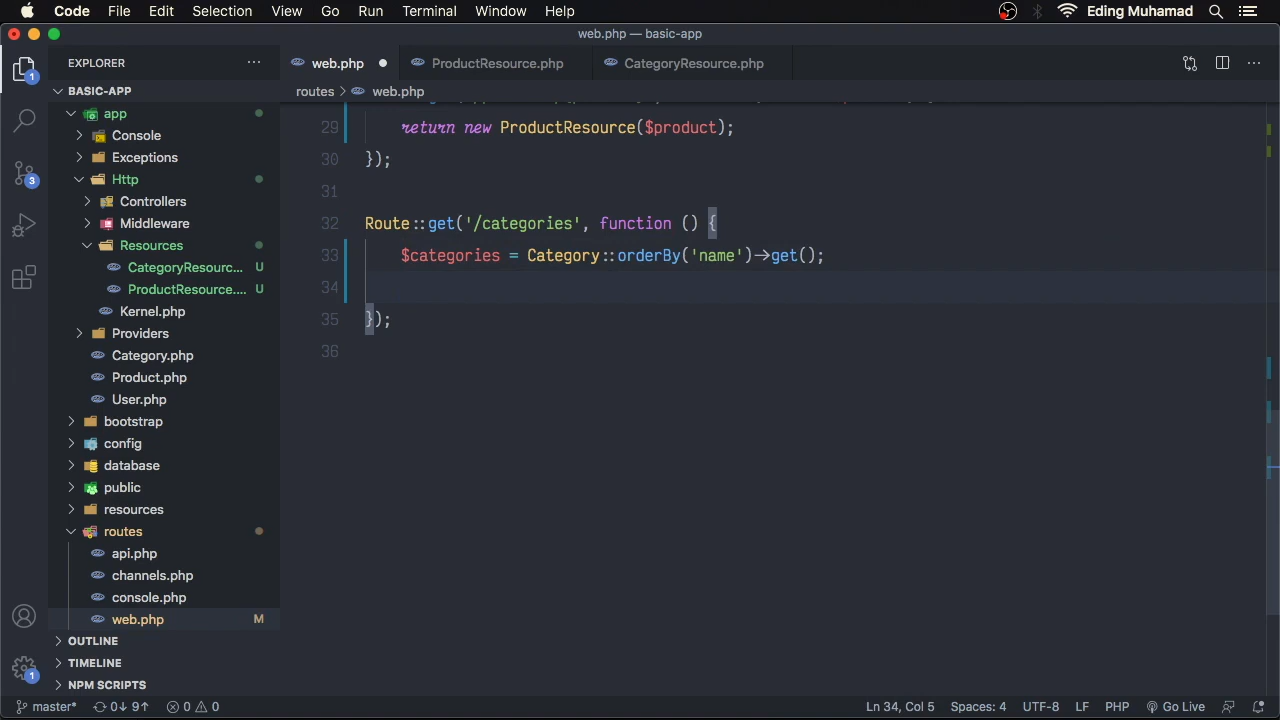 Code File Edit Selection View Go Run Terminal Window Help Eding Muhamad
web.php — basic-app
EXPLORER
web.php
ProductResource.php
CategoryResource.php
BASIC-APP
routes > web.php
app
Console
Exceptions
Http
Controllers
Middleware
Resources
CategoryResourc... U
ProductResource.... U
Kernel.php
Providers
Category.php
Product.php
User.php
bootstrap
config
database
public
resources
routes
api.php
channels.php
console.php
web.php M
OUTLINE
TIMELINE
NPM SCRIPTS
1
3
1
29 return new ProductResource($product);
30 });
31
32 Route::get('/categories', function () {
33 $categories = Category::orderBy('name')->get();
34
35 });
36
master* 0↓ 9↑ 0 0 Ln 34, Col 5 Spaces: 4 UTF-8 LF PHP Go Live